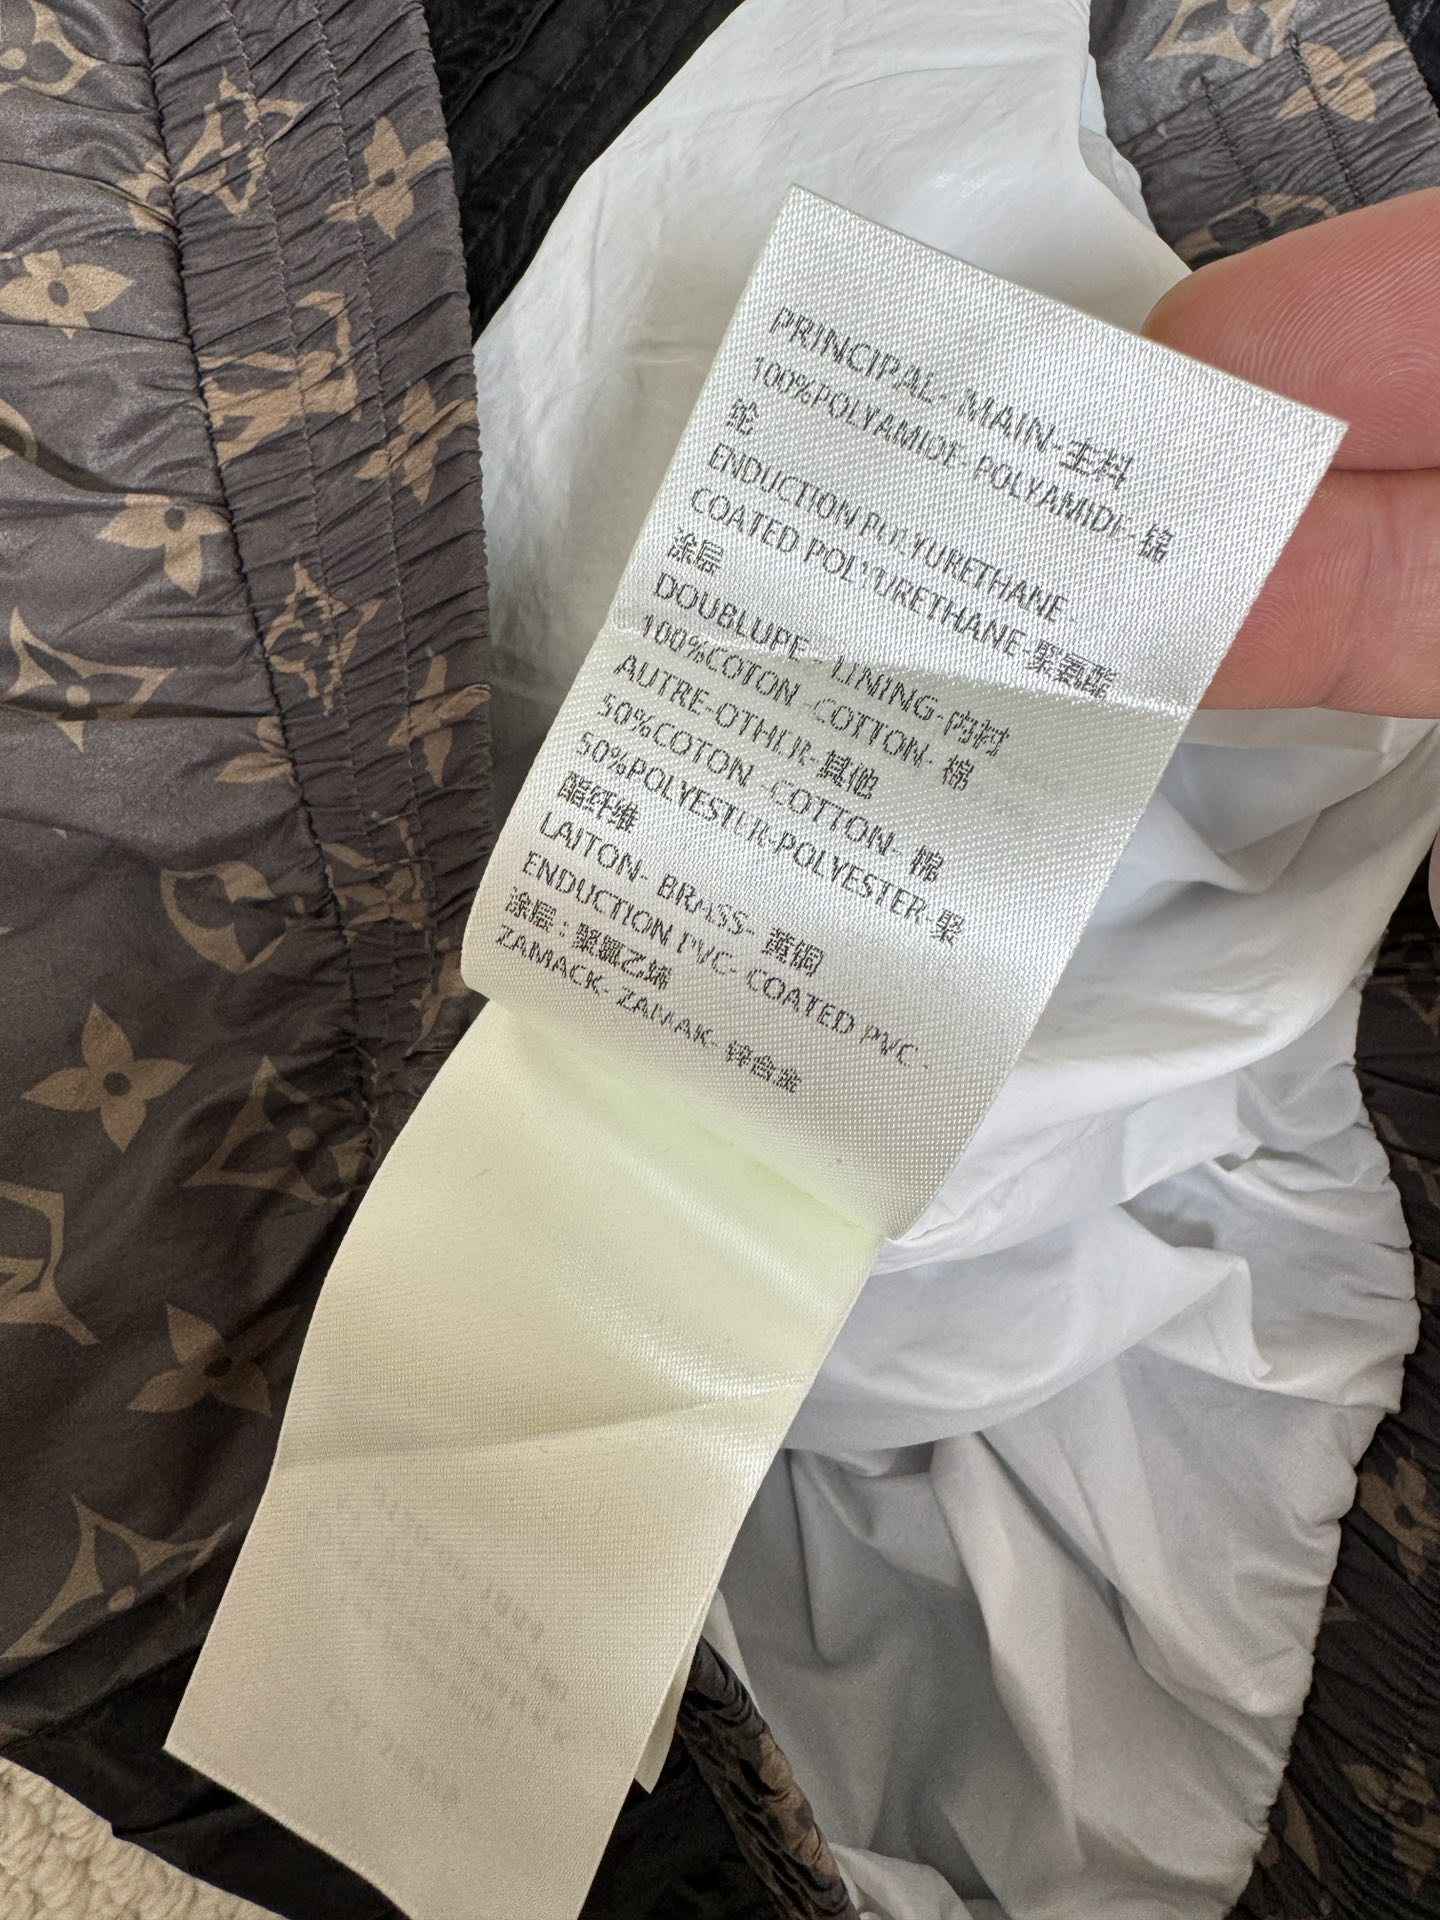 PRINCIPAL- MAIN-主料
100%POLYAMIDE-POLYAMIDE-锦
纶
ENDUCTION POLYURETHANE -
COATED POLYURETHANE-聚氨酯
涂层
DOUBLUPE - LINING-内衬
100%COTON -COTTON- 棉
AUTRE-OTHER-其他
50%COTON -COTTON- 棉
50%POLYESTER-POLYESTER-聚
酯纤维
LAITON- BRASS- 黄铜
ENDUCTION PVC- COATED PVC -
涂层：聚氯乙烯
ZAMACK- ZAMAK- 锌合金